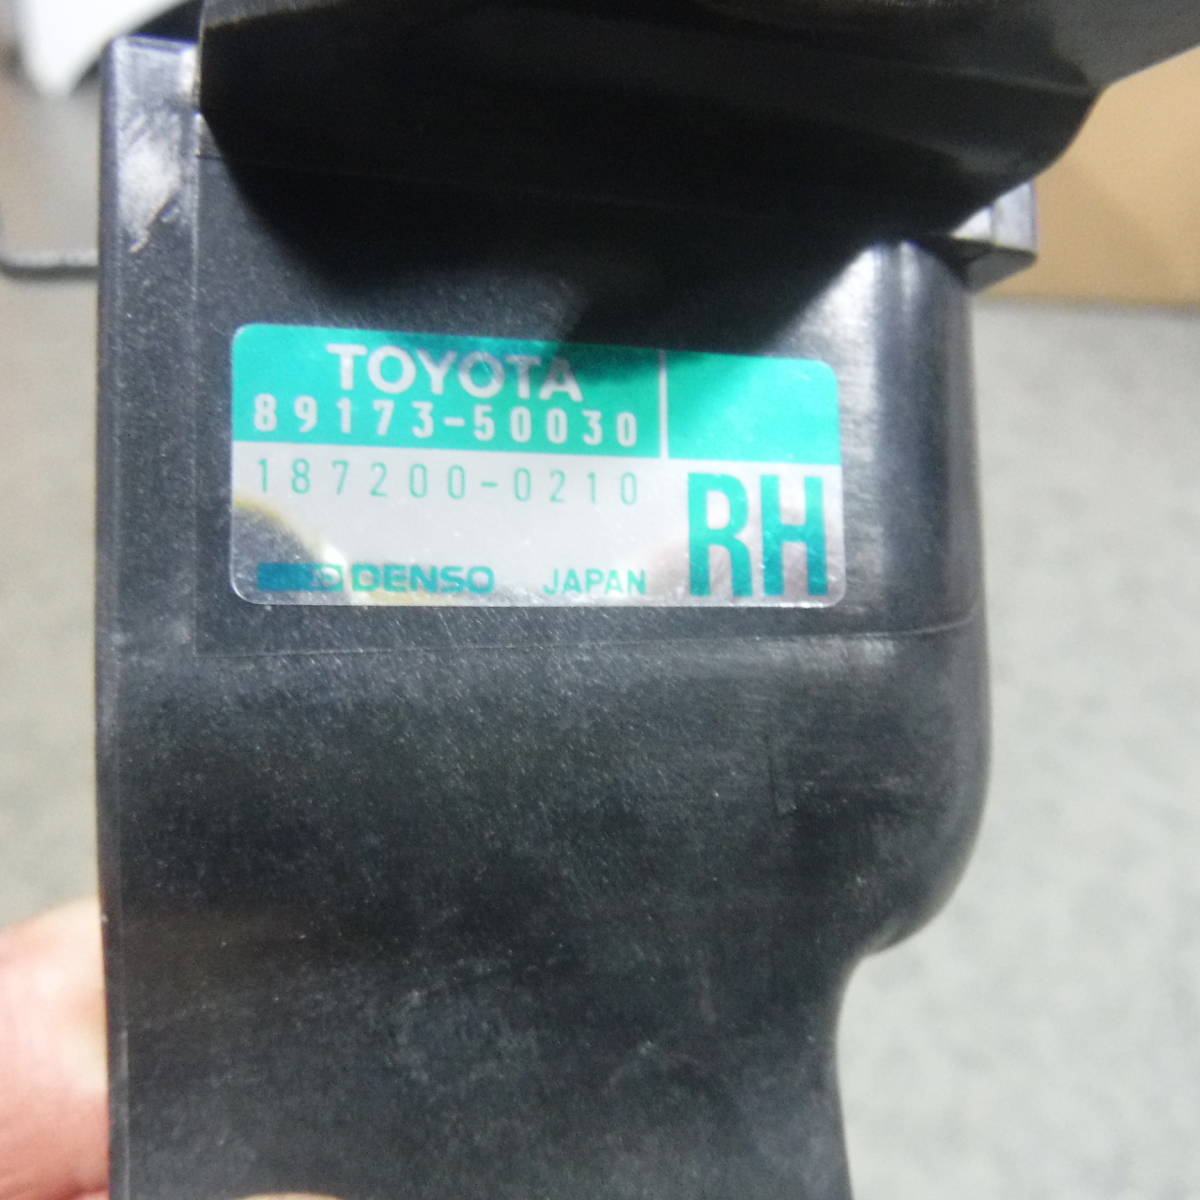 TOYOTA
89173-50030
187200-0210
RH
DENSO JAPAN